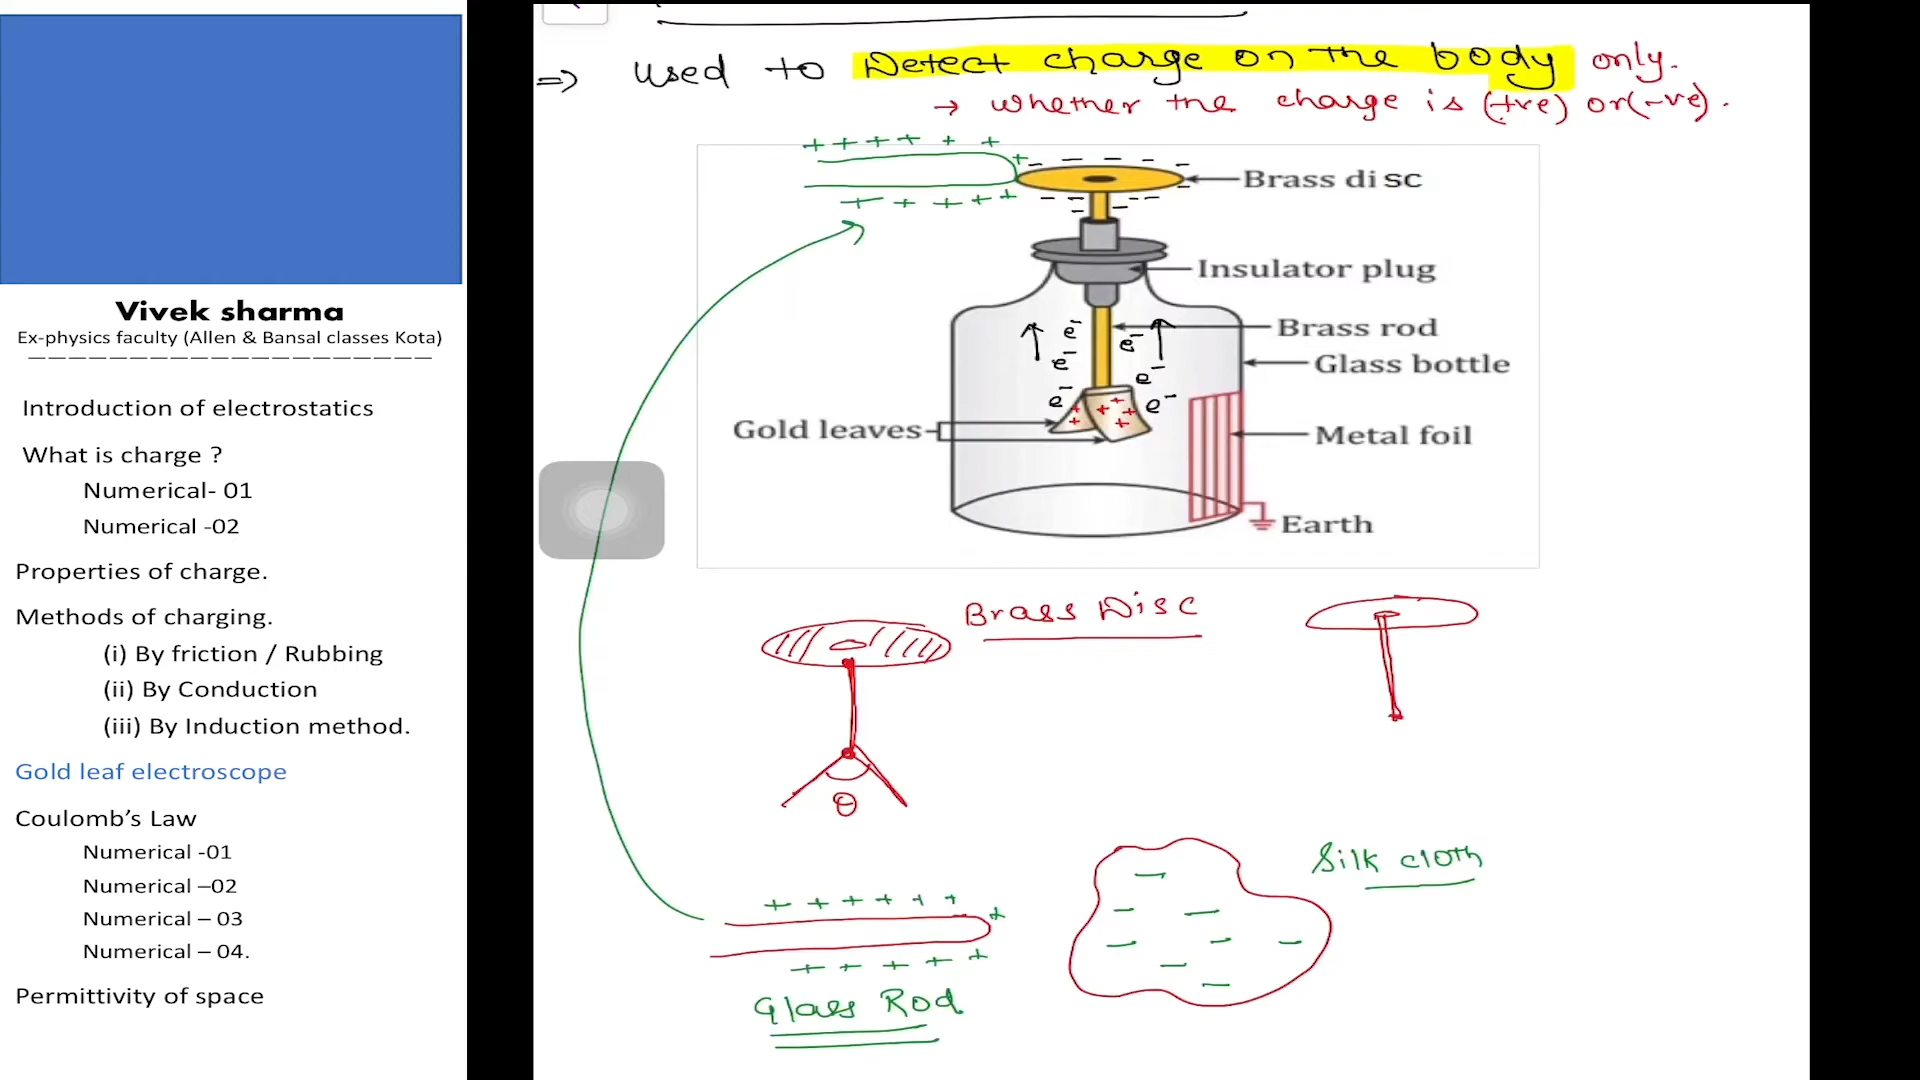 Vivek sharma
Ex-physics faculty (Allen & Bansal classes Kota)
Introduction of electrostatics
What is charge ?
Numerical- 01
Numerical -02
Properties of charge.
Methods of charging.
(i) By friction / Rubbing
(ii) By Conduction
(iii) By Induction method.
Gold leaf electroscope
Coulomb’s Law
Numerical -01
Numerical –02
Numerical – 03
Numerical – 04.
Permittivity of space
⇒ Used to Detect charge on the body only.
→ Whether the charge is (+ve) or (-ve).
+ + + + + + +
- - - - -
Brass disc
+ + + + +
- - - - - -
Insulator plug
Brass rod
e⁻ e⁻
Glass bottle
e⁻ e⁻
e⁻ e⁻
+ + + + + +
Gold leaves
Metal foil
Earth
Brass Disc
θ
Silk cloth
+ + + + + + +
- - - - - - - -
+ + + + +
Glass Rod